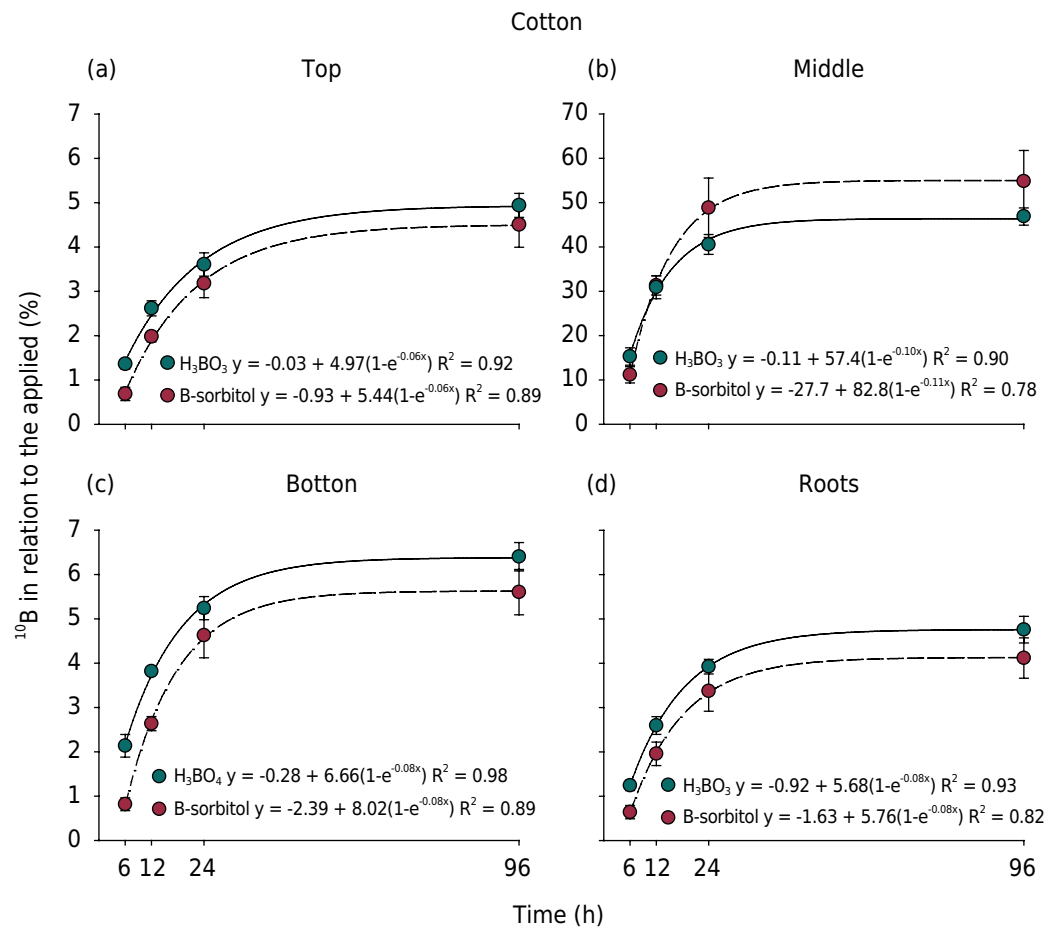 Cotton
(a) Top
7
6
5
4
3
2
1
0
H₃BO₃ y = -0.03 + 4.97(1-e⁻⁰·⁰⁶ˣ) R² = 0.92
B-sorbitol y = -0.93 + 5.44(1-e⁻⁰·⁰⁶ˣ) R² = 0.89
(b) Middle
70
60
50
40
30
20
10
0
H₃BO₃ y = -0.11 + 57.4(1-e⁻⁰·¹⁰ˣ) R² = 0.90
B-sorbitol y = -27.7 + 82.8(1-e⁻⁰·¹¹ˣ) R² = 0.78
¹⁰B in relation to the applied (%)
(c) Botton
7
6
5
4
3
2
1
0
H₃BO₄ y = -0.28 + 6.66(1-e⁻⁰·⁰⁸ˣ) R² = 0.98
B-sorbitol y = -2.39 + 8.02(1-e⁻⁰·⁰⁸ˣ) R² = 0.89
6 12 24 96
(d) Roots
H₃BO₃ y = -0.92 + 5.68(1-e⁻⁰·⁰⁸ˣ) R² = 0.93
B-sorbitol y = -1.63 + 5.76(1-e⁻⁰·⁰⁸ˣ) R² = 0.82
6 12 24 96
Time (h)